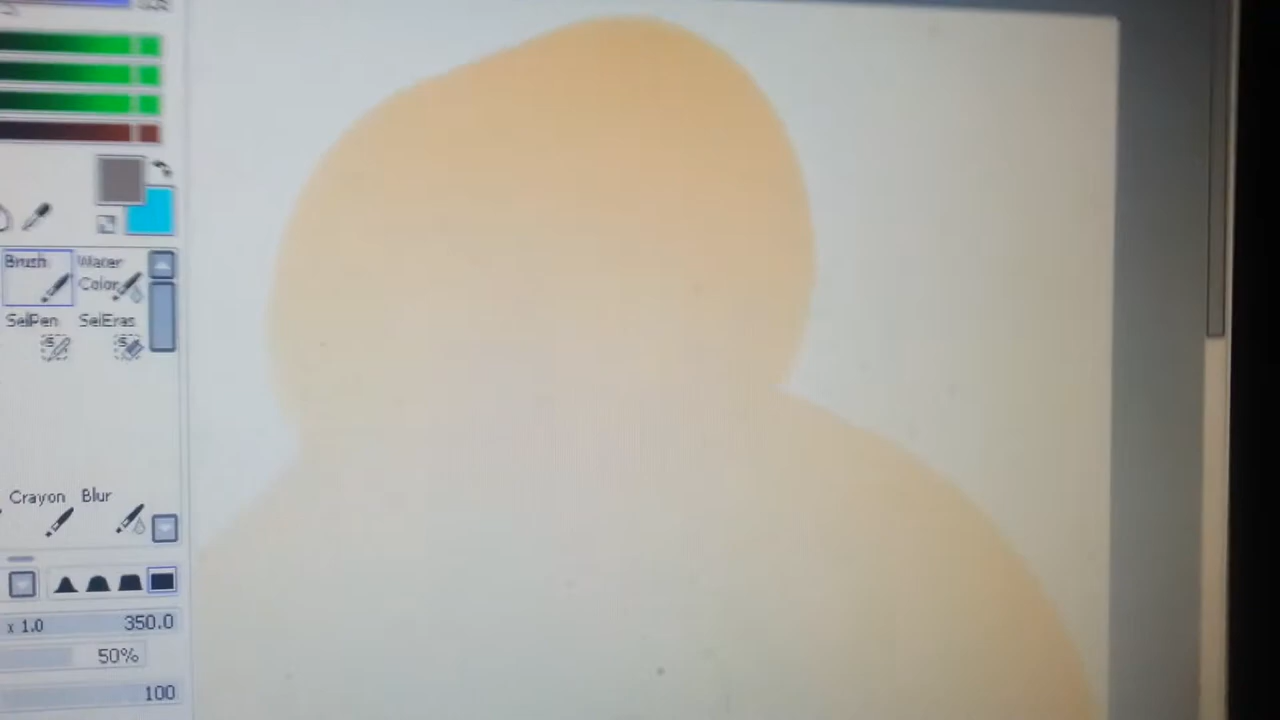 Brush Water
Color
SelPen SelEras
Crayon Blur
x 1.0 350.0
50%
100